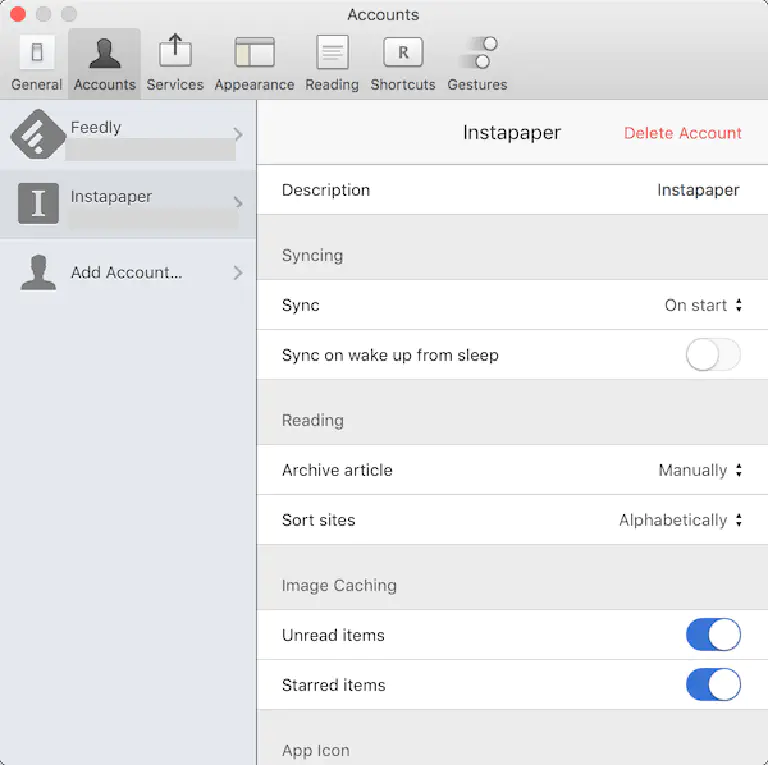 Accounts
General Accounts Services Appearance Reading R Shortcuts Gestures
Feedly
I Instapaper
Add Account...
Instapaper Delete Account
Description Instapaper
Syncing
Sync On start
Sync on wake up from sleep
Reading
Archive article Manually
Sort sites Alphabetically
Image Caching
Unread items
Starred items
App Icon